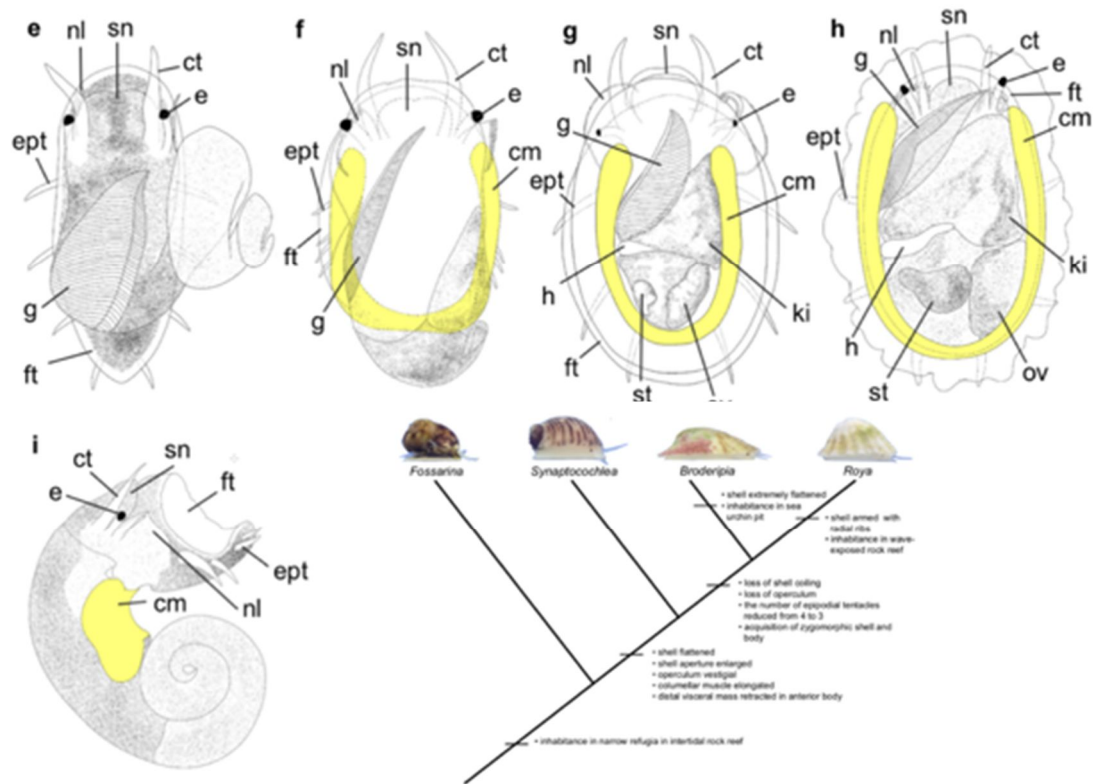 e
nl
sn
ct
e
ept
g
ft
f
nl
sn
ct
e
ept
cm
ft
g
g
nl
sn
ct
g
e
ept
cm
h
ki
ft
st
h
sn
nl
ct
g
e
ft
ept
cm
ki
h
ov
st
i
ct
sn
e
ft
ept
cm
nl
Fossarina
Synaptocochlea
Broderipia
Roya
• shell extremely flattened
• inhabitance in sea
urchin pit
• shell armed with
radial ribs
• inhabitance in wave-
exposed rock reef
• loss of shell coiling
• loss of operculum
• the number of epipodial tentacles
reduced from 4 to 3
• acquisition of zygomorphic shell and
body
• shell flattened
• shell aperture enlarged
• operculum vestigial
• columellar muscle elongated
• distal visceral mass retracted in anterior body
• inhabitance in narrow refugia in intertidal rock reef